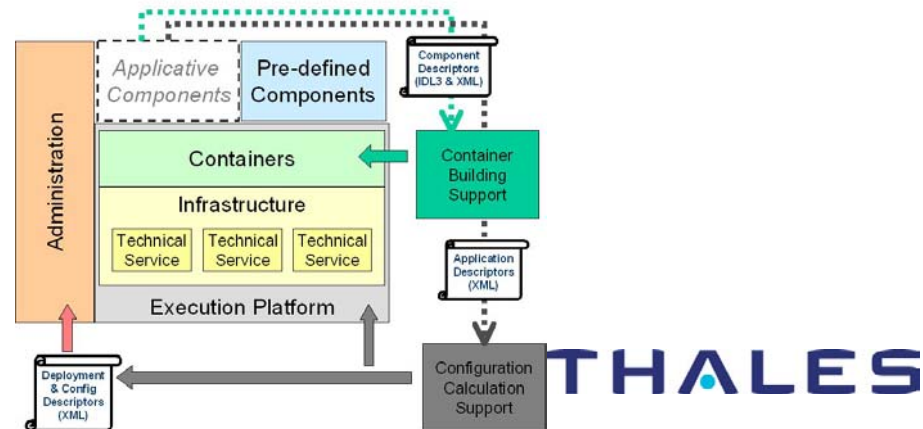 Applicative
Components
Pre-defined
Components
Component
Descriptors
(IDL3 & XML)
Administration
Containers
Container
Building
Support
Infrastructure
Technical
Service
Technical
Service
Technical
Service
Application
Descriptors
(XML)
Execution Platform
Deployment
& Config
Descriptors
(XML)
Configuration
Calculation
Support
THALES